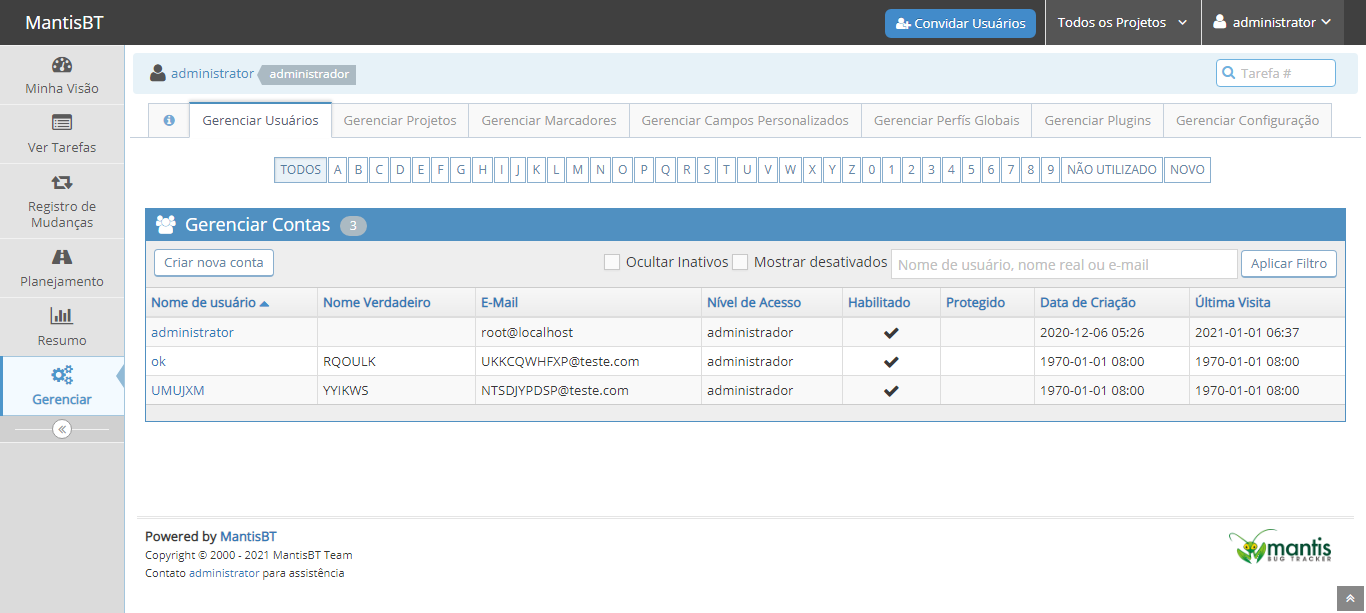 MantisBT
Convidar Usuários
Todos os Projetos
administrator
Minha Visão
Ver Tarefas
Registro de
Mudanças
Planejamento
Resumo
Gerenciar
administrator administrador
Tarefa #
Gerenciar Usuários Gerenciar Projetos Gerenciar Marcadores Gerenciar Campos Personalizados Gerenciar Perfís Globais Gerenciar Plugins Gerenciar Configuração
TODOS A B C D E F G H I J K L M N O P Q R S T U V W X Y Z 0 1 2 3 4 5 6 7 8 9 NÃO UTILIZADO NOVO
Gerenciar Contas 3
Criar nova conta Ocultar Inativos Mostrar desativados Nome de usuário, nome real ou e-mail Aplicar Filtro
Nome de usuário Nome Verdadeiro E-Mail Nível de Acesso Habilitado Protegido Data de Criação Última Visita
administrator root@localhost administrador 2020-12-06 05:26 2021-01-01 06:37
ok RQOULK UKKCQWHFXP@teste.com administrador 1970-01-01 08:00 1970-01-01 08:00
UMUJXM YYIKWS NTSDJYPDSP@teste.com administrador 1970-01-01 08:00 1970-01-01 08:00
Powered by MantisBT
Copyright © 2000 - 2021 MantisBT Team
Contato administrator para assistência
mantis
BUG TRACKER